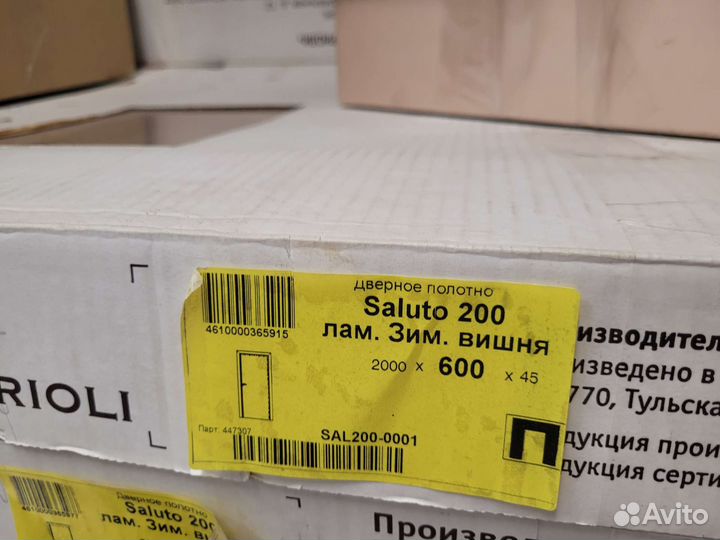 Дверное полотно
Saluto 200
лам. Зим. вишня
2000 x 600 x 45
4610000365915
Парт. 447307
SAL200-0001
П
RIOLI
изводител
изведено в
770, Тульска
дукция прои
дукция серти
Дверное полотно
Saluto 200
лам. Зим. ви
Произво
Avito